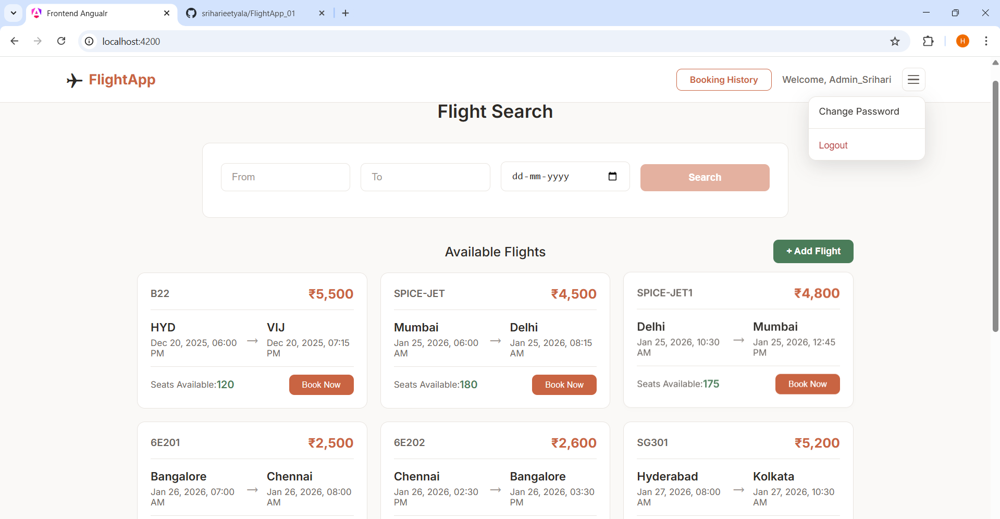 Frontend Angualr
sriharieetyala/FlightApp_01
localhost:4200
H
FlightApp
Booking History
Welcome, Admin_Srihari
Change Password
Logout
Flight Search
From
To
dd-mm-yyyy
Search
Available Flights
+ Add Flight
B22
₹5,500
HYD
Dec 20, 2025, 06:00
PM
→
VIJ
Dec 20, 2025, 07:15
PM
Seats Available:120
Book Now
SPICE-JET
₹4,500
Mumbai
Jan 25, 2026, 06:00
AM
→
Delhi
Jan 25, 2026, 08:15
AM
Seats Available:180
Book Now
SPICE-JET1
₹4,800
Delhi
Jan 25, 2026, 10:30
AM
→
Mumbai
Jan 25, 2026, 12:45
PM
Seats Available:175
Book Now
6E201
₹2,500
Bangalore
Jan 26, 2026, 07:00
AM
→
Chennai
Jan 26, 2026, 08:00
AM
6E202
₹2,600
Chennai
Jan 26, 2026, 02:30
PM
→
Bangalore
Jan 26, 2026, 03:30
PM
SG301
₹5,200
Hyderabad
Jan 27, 2026, 08:00
AM
→
Kolkata
Jan 27, 2026, 10:30
AM